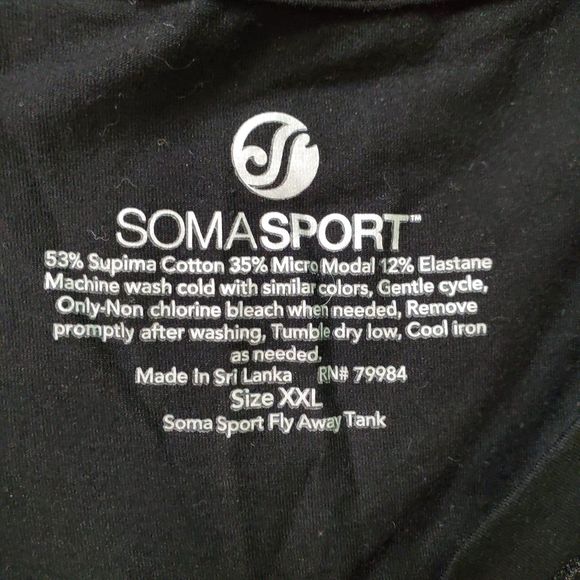 SOMASPORT™
53% Supima Cotton 35% Micro Modal 12% Elastane
Machine wash cold with similar colors, Gentle cycle,
Only-Non chlorine bleach when needed, Remove
promptly after washing, Tumble dry low, Cool iron
as needed,
Made In Sri Lanka RN# 79984
Size XXL
Soma Sport Fly Away Tank